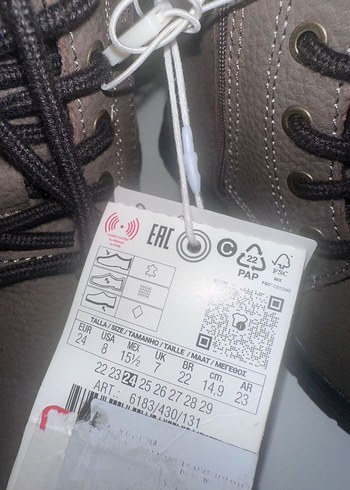 EAC
C
22
PAP
FSC
MIX
TALLA / SIZE / TAMANHO / TAILLE / MAAT / ΜΕΓΕΘΟΣ
EUR USA MEX UK BR cm. AR
24 8 15½ 7 22 14,9 23
22 23 24 25 26 27 28 29
ART.: 6183/430/131